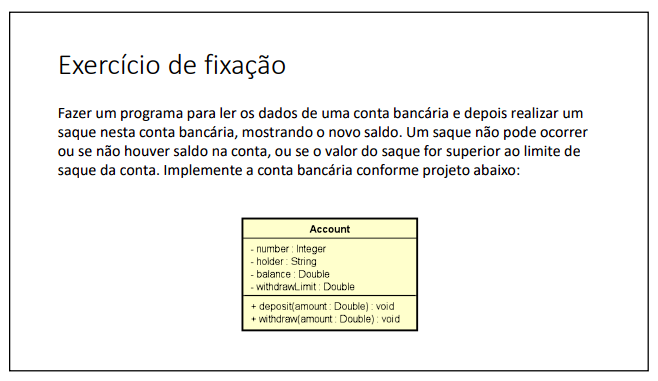 Exercício de fixação
Fazer um programa para ler os dados de uma conta bancária e depois realizar um
saque nesta conta bancária, mostrando o novo saldo. Um saque não pode ocorrer
ou se não houver saldo na conta, ou se o valor do saque for superior ao limite de
saque da conta. Implemente a conta bancária conforme projeto abaixo:
Account
- number : Integer
- holder : String
- balance : Double
- withdrawLimit : Double
+ deposit(amount : Double) : void
+ withdraw(amount : Double) : void